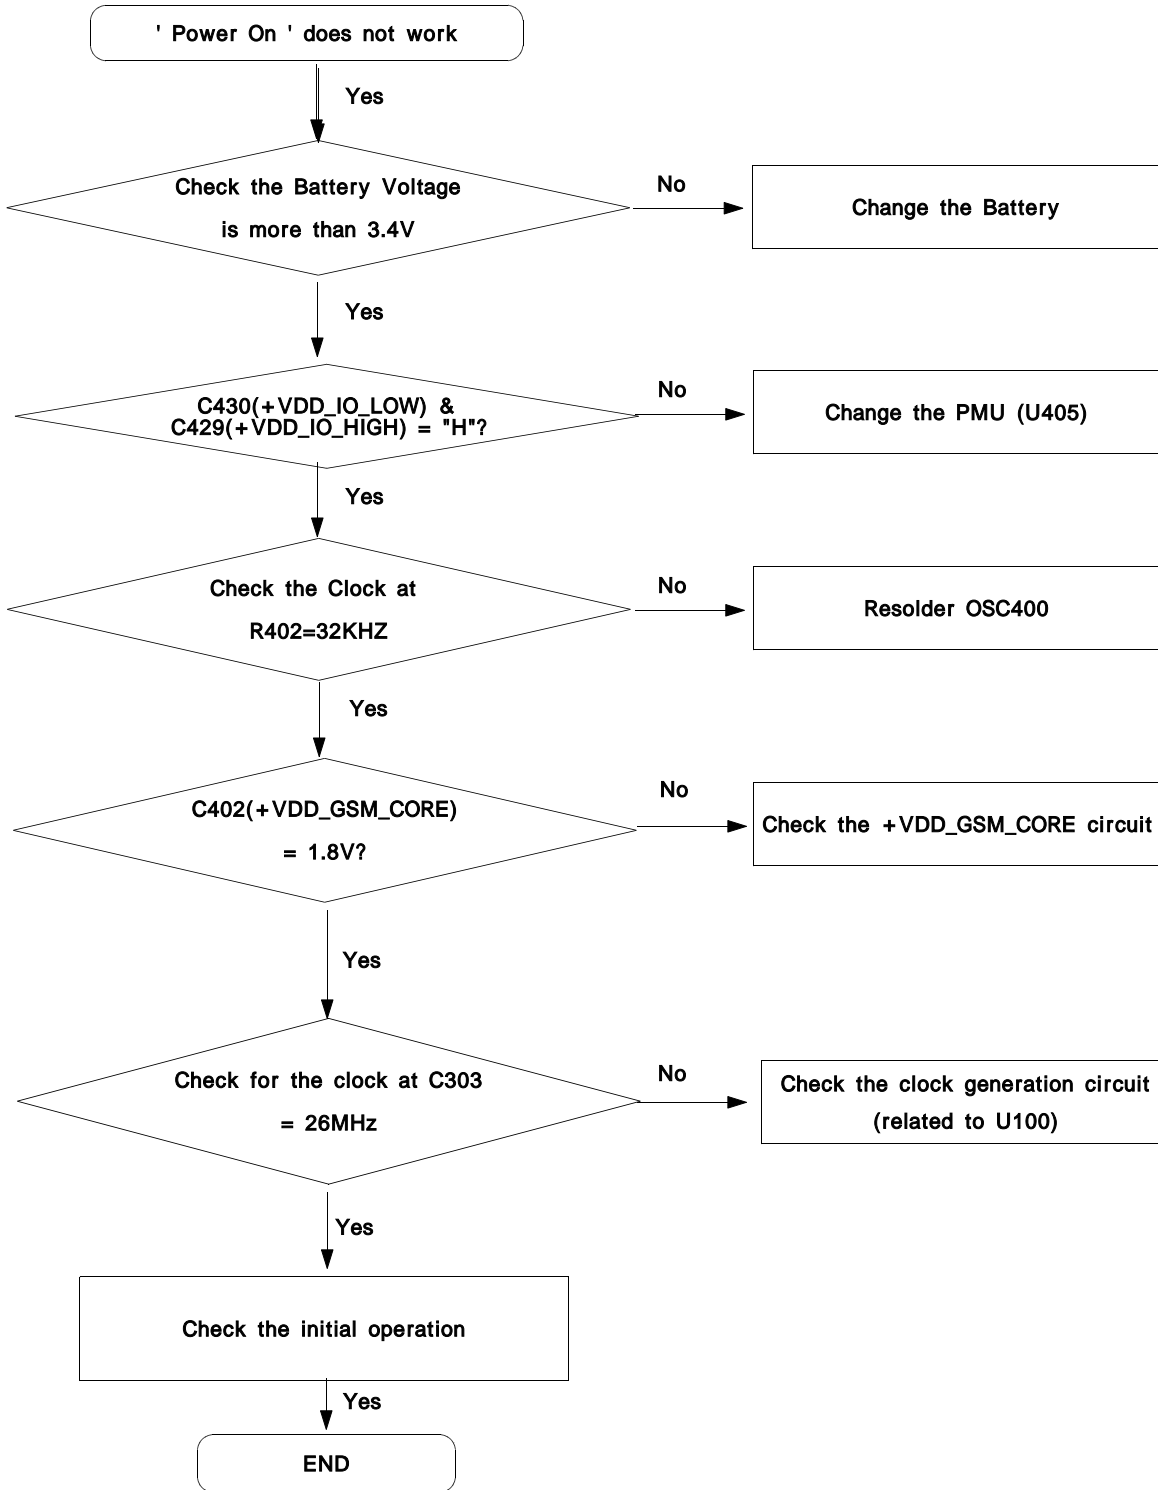 ' Power On ' does not work
Yes
Check the Battery Voltage
is more than 3.4V
No
Change the Battery
Yes
C430(+VDD_IO_LOW) &
C429(+VDD_IO_HIGH) = "H"?
No
Change the PMU (U405)
Yes
Check the Clock at
R402=32KHZ
No
Resolder OSC400
Yes
C402(+VDD_GSM_CORE)
= 1.8V?
No
Check the +VDD_GSM_CORE circuit
Yes
Check for the clock at C303
= 26MHz
No
Check the clock generation circuit
(related to U100)
Yes
Check the initial operation
Yes
END